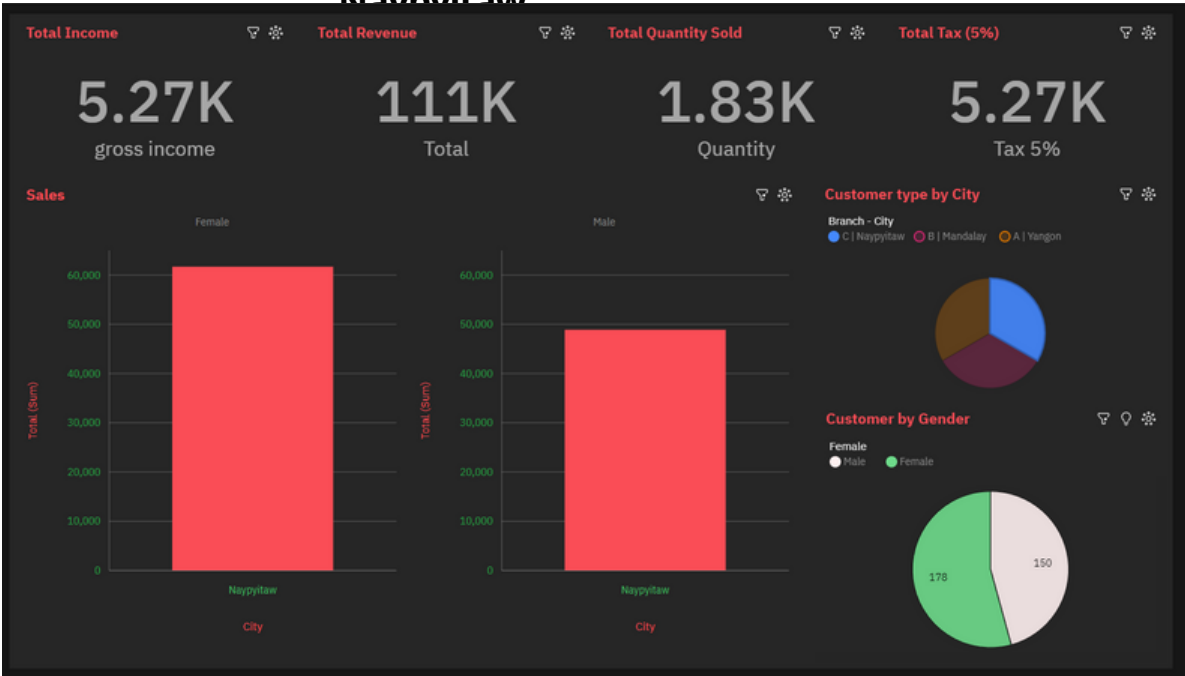 Total Income
Total Revenue
Total Quantity Sold
Total Tax (5%)
5.27K
111K
1.83K
5.27K
gross income
Total
Quantity
Tax 5%
Sales
Female
Male
60,000
50,000
40,000
30,000
20,000
10,000
0
Total (Sum)
Naypyitaw
City
60,000
50,000
40,000
30,000
20,000
10,000
0
Total (Sum)
Naypyitaw
City
Customer type by City
Branch - City
C | Naypyitaw B | Mandalay A | Yangon
Customer by Gender
Female
Male Female
178
150